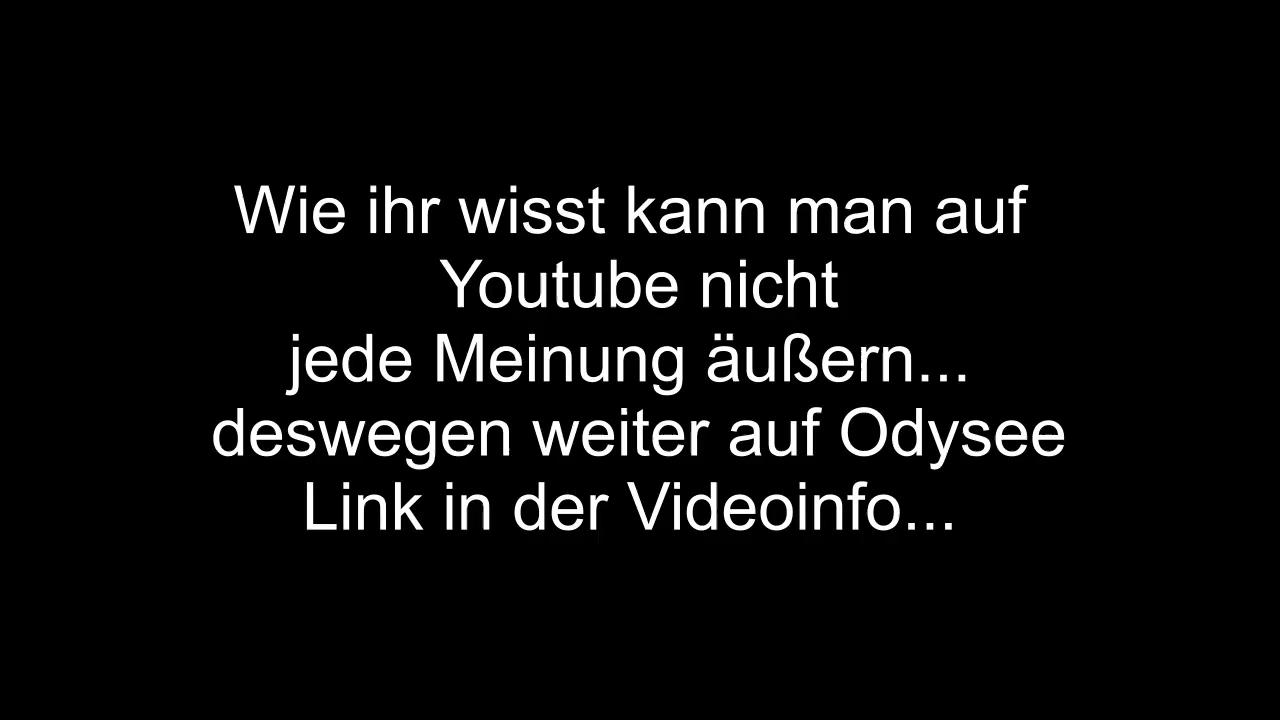 Wie ihr wisst kann man auf
Youtube nicht
jede Meinung äußern...
deswegen weiter auf Odysee
Link in der Videoinfo...